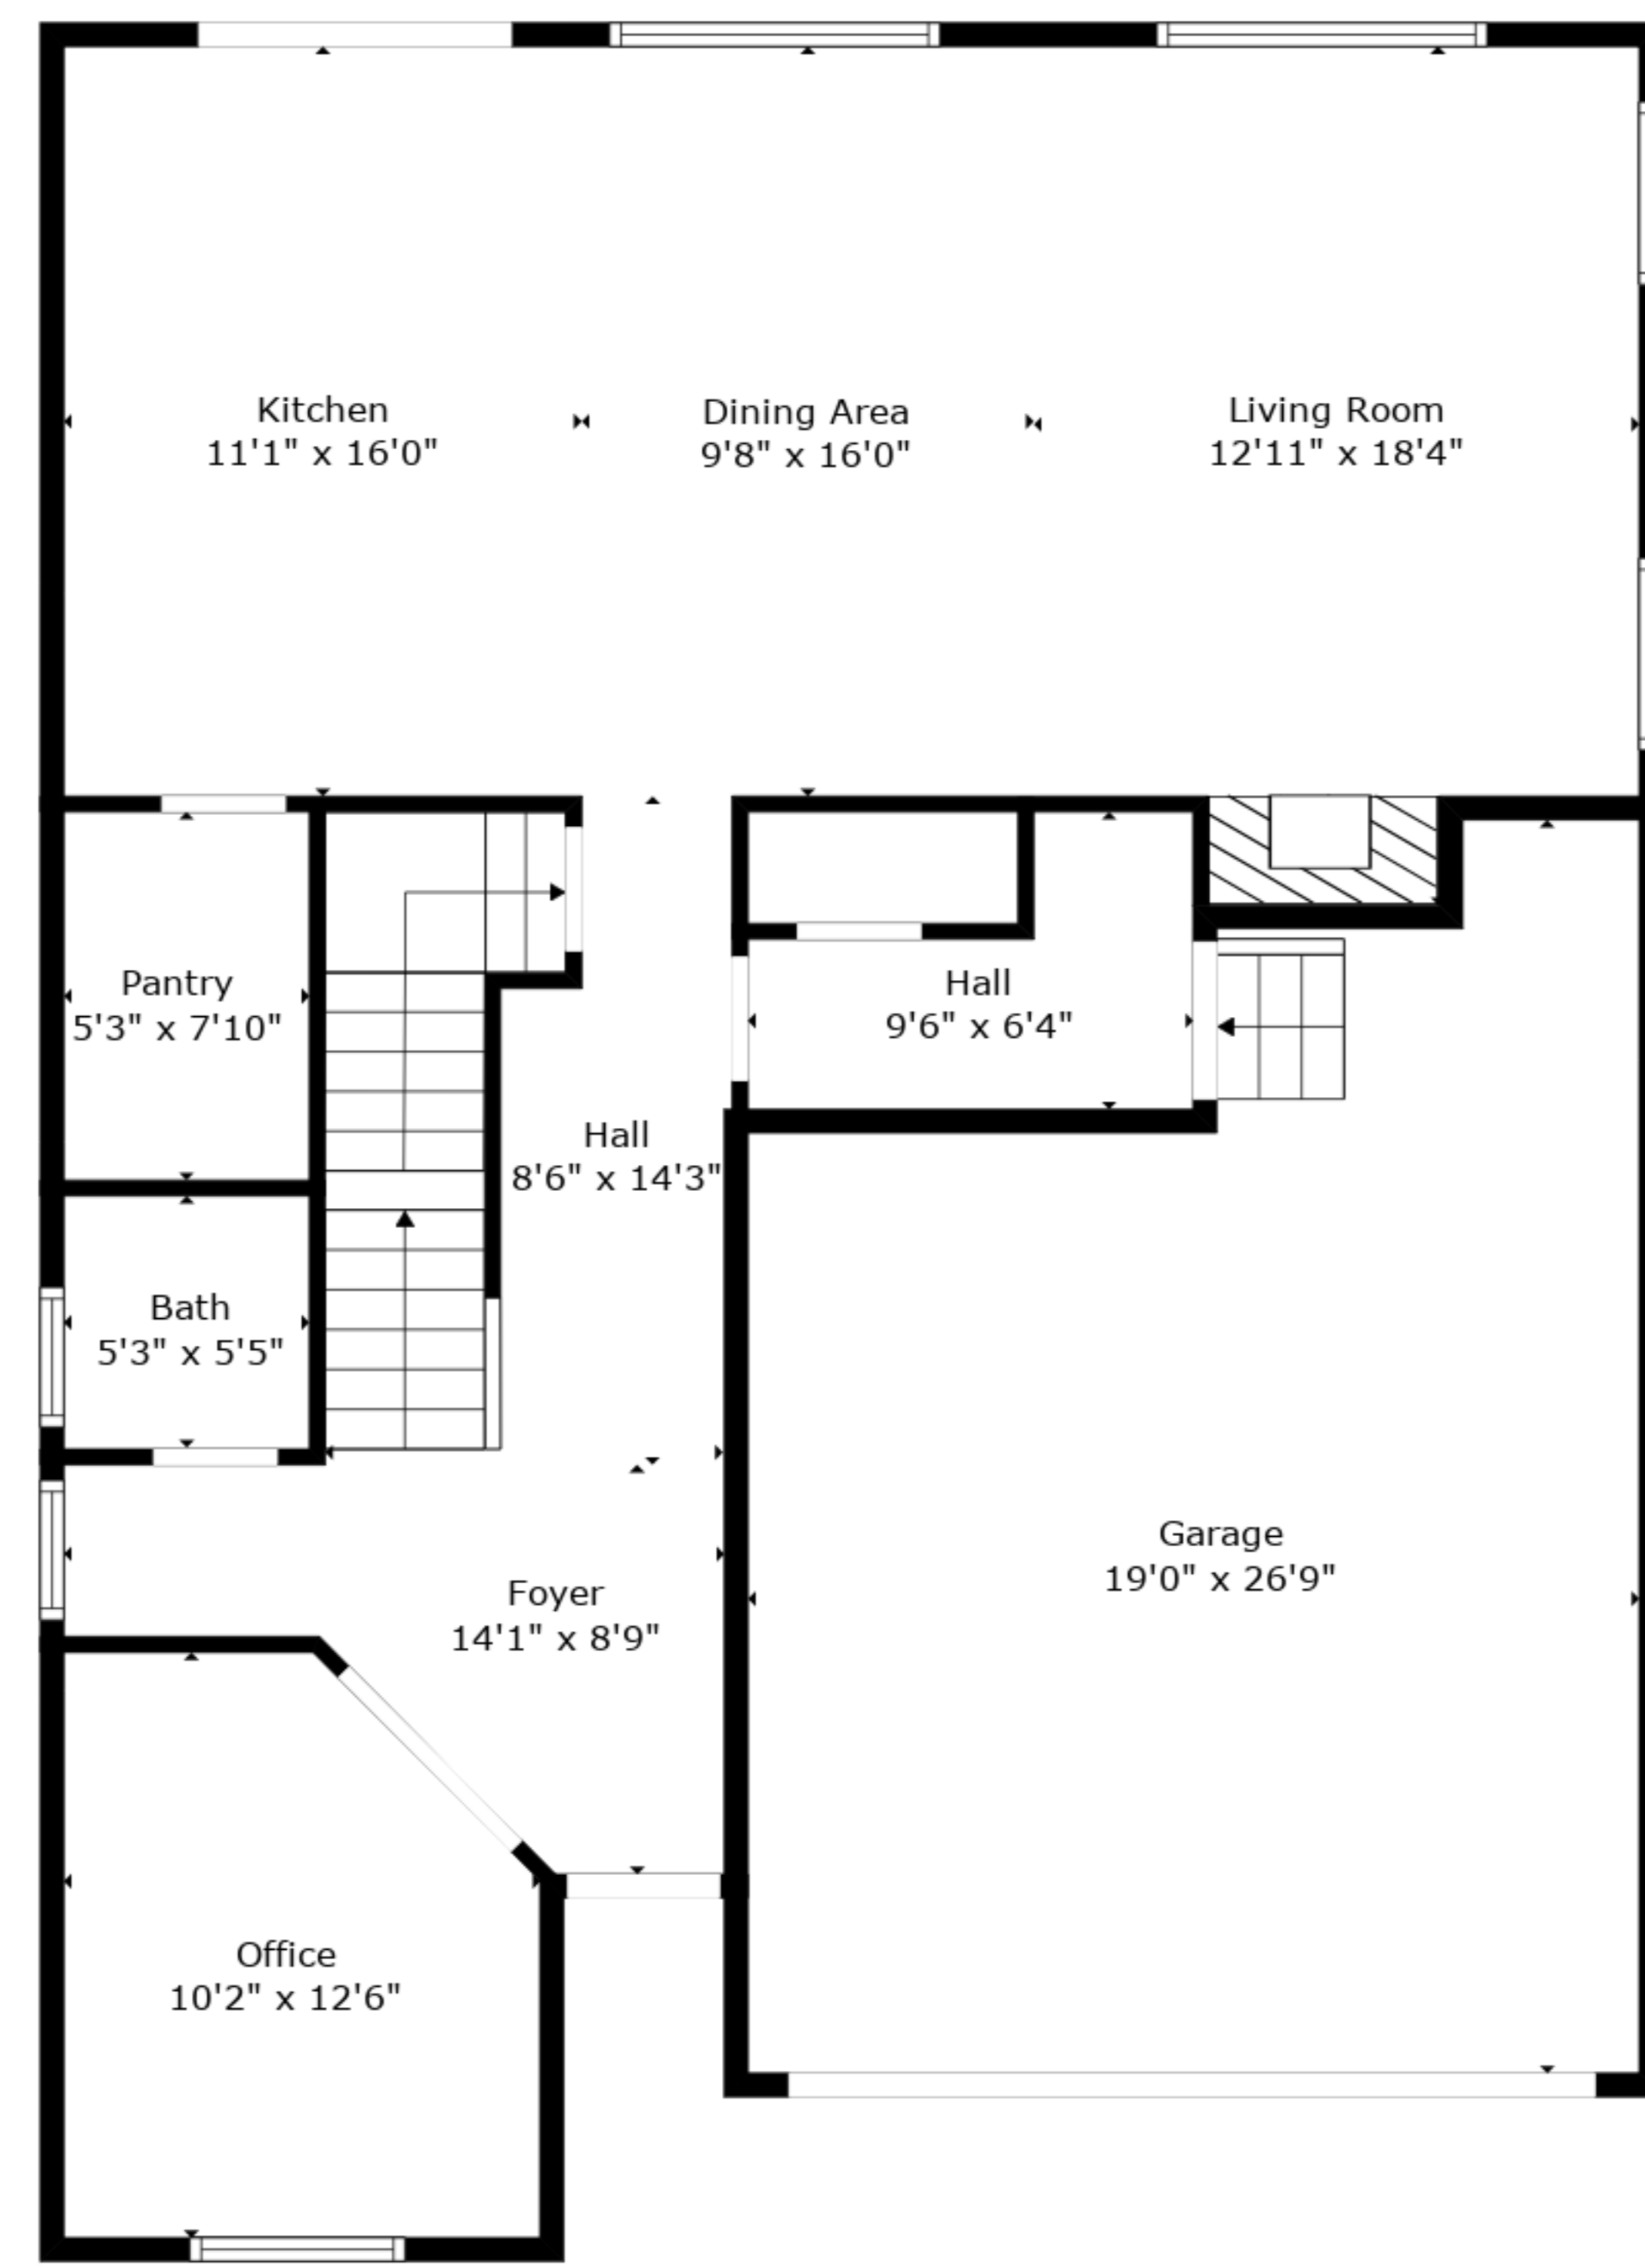 Kitchen
11'1" x 16'0"
Dining Area
9'8" x 16'0"
Living Room
12'11" x 18'4"
Pantry
5'3" x 7'10"
Hall
9'6" x 6'4"
Hall
8'6" x 14'3"
Bath
5'3" x 5'5"
Garage
19'0" x 26'9"
Foyer
14'1" x 8'9"
Office
10'2" x 12'6"